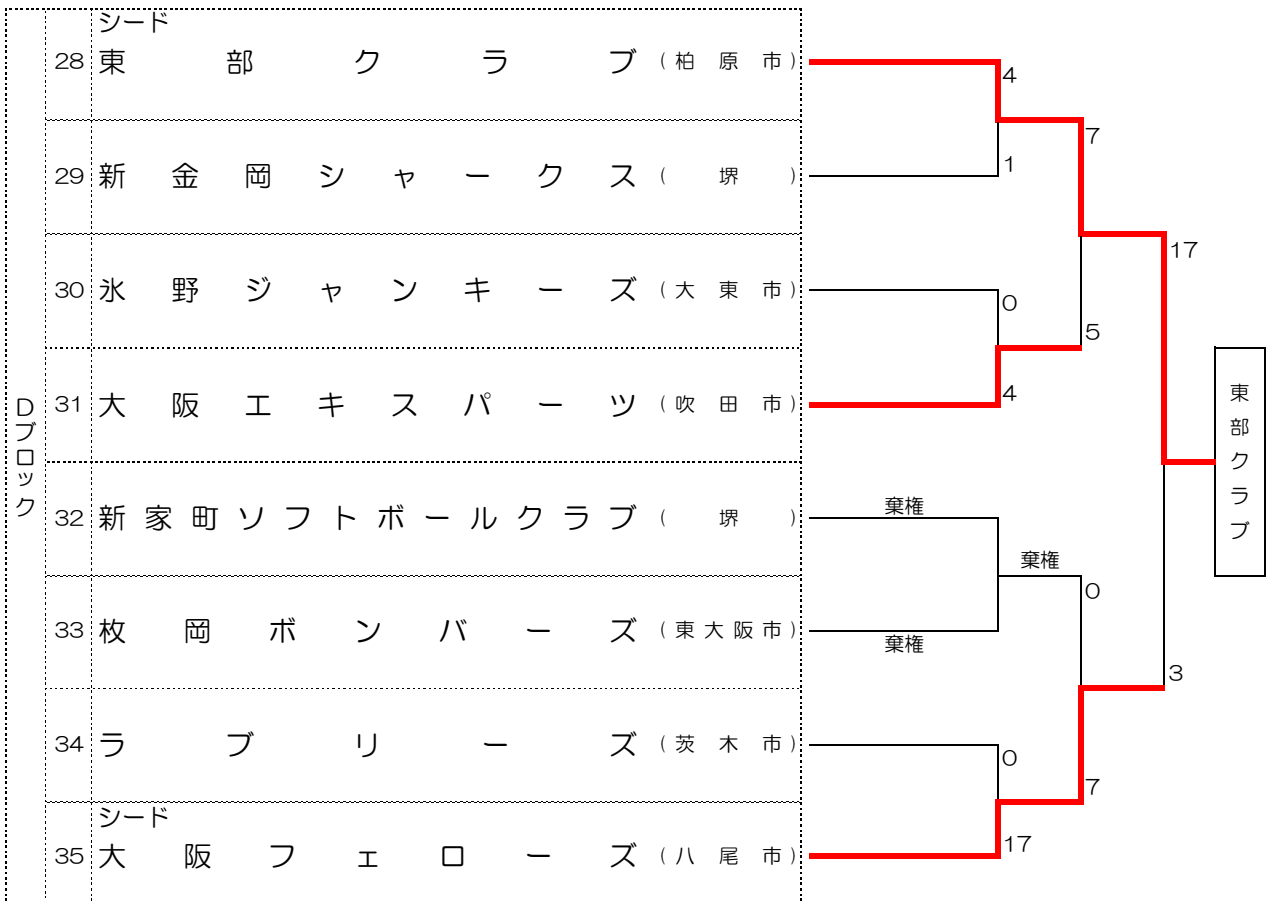 Dブロック
シード
28 東部クラブ (柏原市)
29 新金岡シャークス (堺)
30 氷野ジャンキーズ (大東市)
31 大阪エキスパーツ (吹田市)
32 新家町ソフトボールクラブ (堺)
33 枚岡ボンバーズ (東大阪市)
34 ラブリーズ (茨木市)
シード
35 大阪フェローズ (八尾市)
4
1
0
4
棄権
棄権
0
17
7
5
棄権
0
7
17
3
東部クラブ